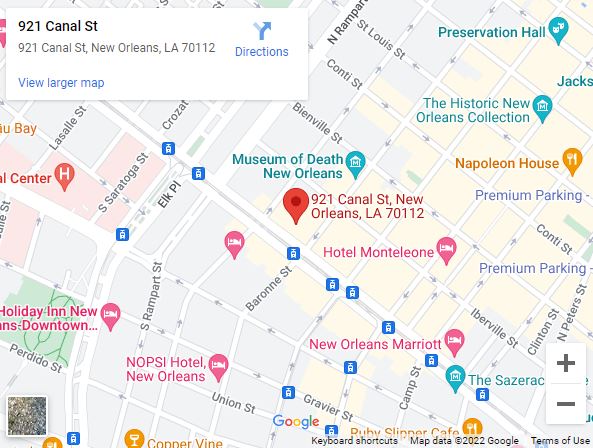 921 Canal St
921 Canal St, New Orleans, LA 70112
Directions
View larger map
N Rampart
St Louis St
Preservation Hall
Conti St
Jacks
Crozat
Lasalle St
Bienville St
The Historic New
Orleans Collection
au Bay
Museum of Death
New Orleans
Napoleon House
al Center
S Saratoga St
Elk Pl
921 Canal St, New
Orleans, LA 70112
Premium Parking -
Conti St
Hotel Monteleone
Premium Parking -
S Rampart St
Baronne St
Iberville St
Clinton St
N Peters St
Holiday Inn New
ans-Downtown...
New Orleans Marriott
Perdido St
NOPSI Hotel,
New Orleans
Camp St
The Sazerac
Union St
Gravier St
Google
Ruby Slipper Cafe
Copper Vine
Keyboard shortcuts
Map data ©2022 Google
Terms of Use